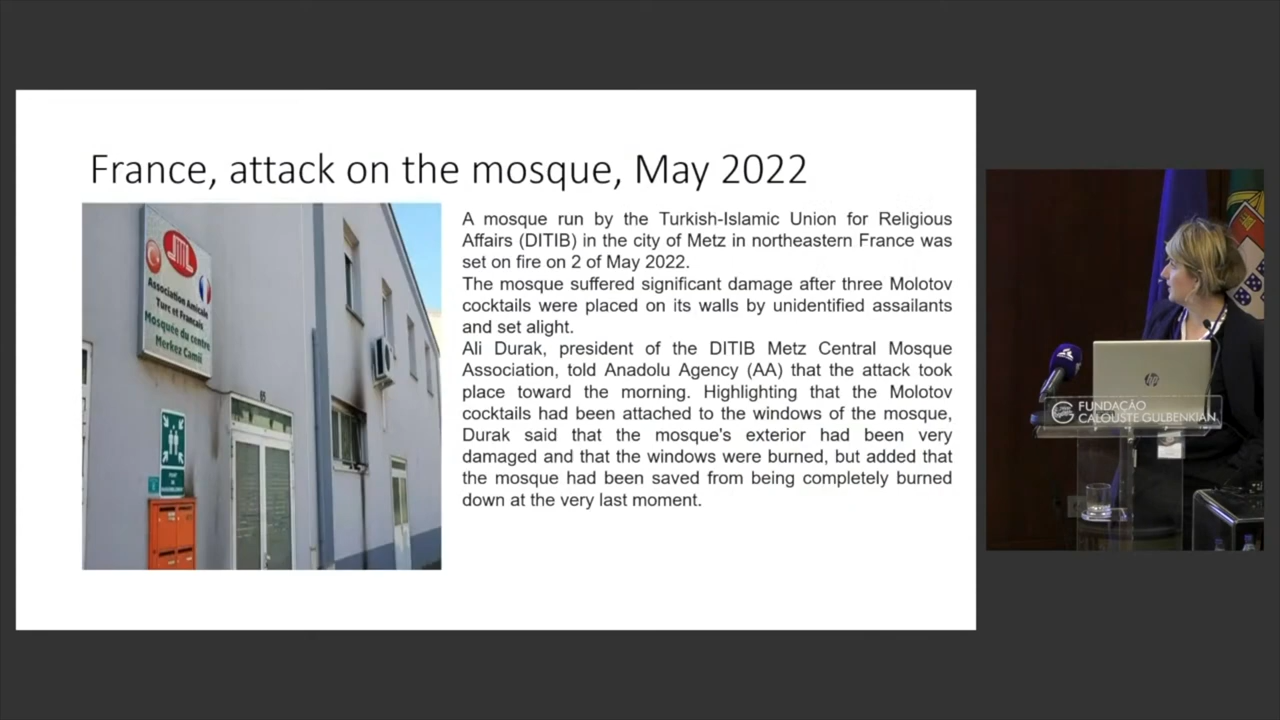 France, attack on the mosque, May 2022
A mosque run by the Turkish-Islamic Union for Religious
Affairs (DITIB) in the city of Metz in northeastern France was
set on fire on 2 of May 2022.
The mosque suffered significant damage after three Molotov
cocktails were placed on its walls by unidentified assailants
and set alight.
Ali Durak, president of the DITIB Metz Central Mosque
Association, told Anadolu Agency (AA) that the attack took
place toward the morning. Highlighting that the Molotov
cocktails had been attached to the windows of the mosque,
Durak said that the mosque's exterior had been very
damaged and that the windows were burned, but added that
the mosque had been saved from being completely burned
down at the very last moment.
Association Amicale
Turc et Francais
Mosquée du centre
Merkez Camii
65
hp
FUNDAÇÃO
CALOUSTE GULBENKIAN